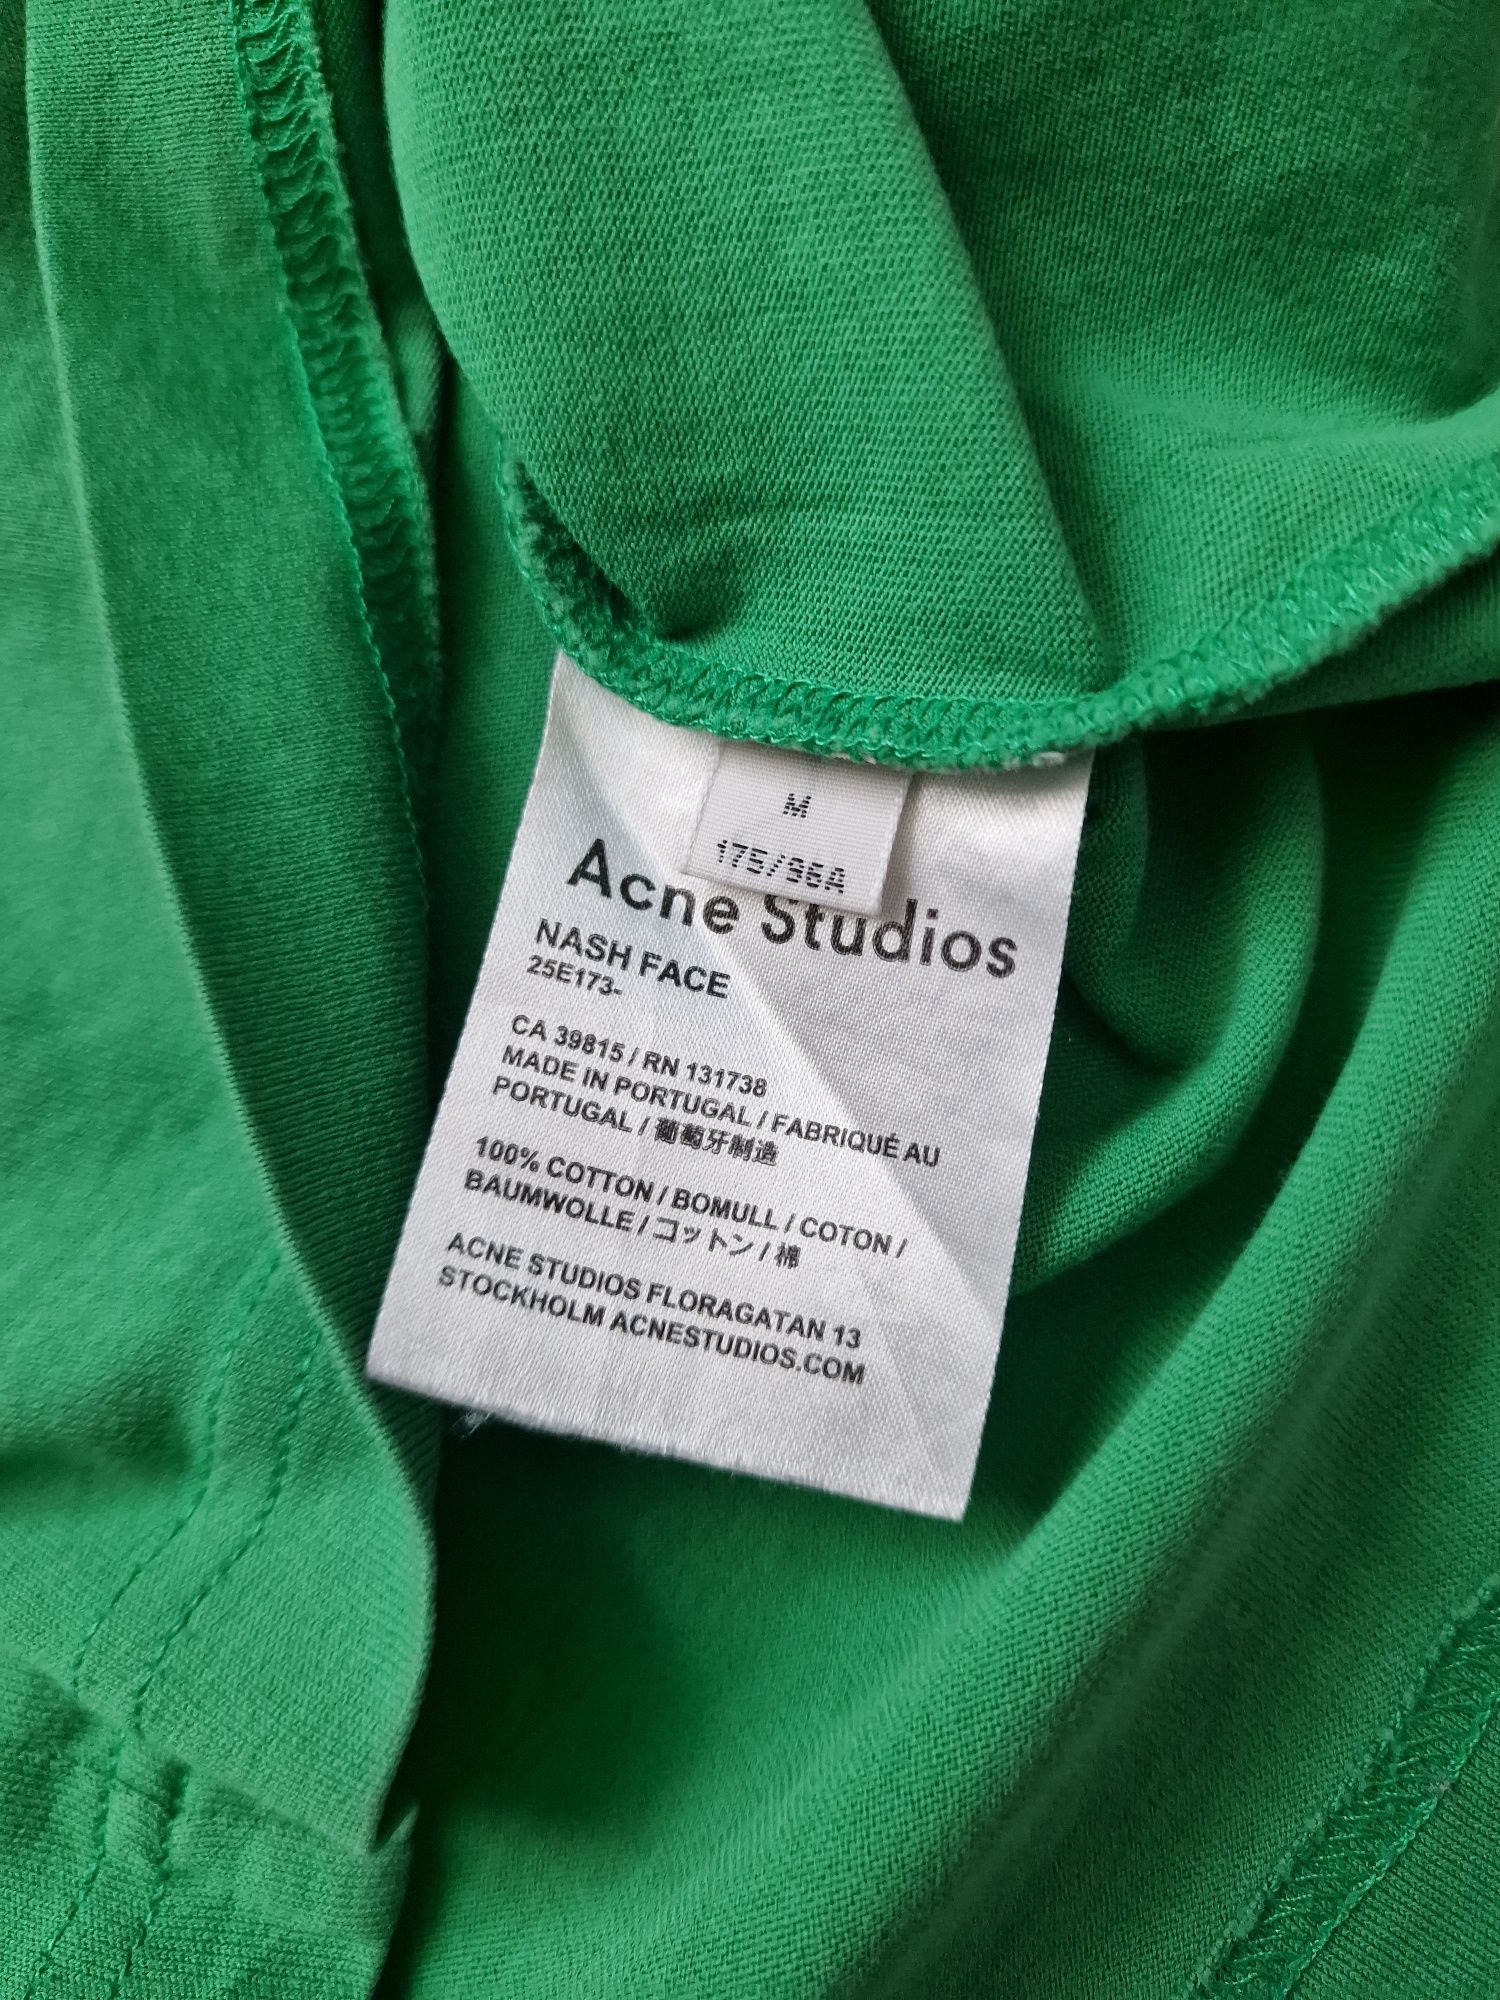 M
175/96A
Acne Studios
NASH FACE
25E173-
CA 39815 / RN 131738
MADE IN PORTUGAL / FABRIQUÉ AU
PORTUGAL / 葡萄牙制造
100% COTTON / BOMULL / COTON /
BAUMWOLLE / コットン / 棉
ACNE STUDIOS FLORAGATAN 13
STOCKHOLM ACNESTUDIOS.COM